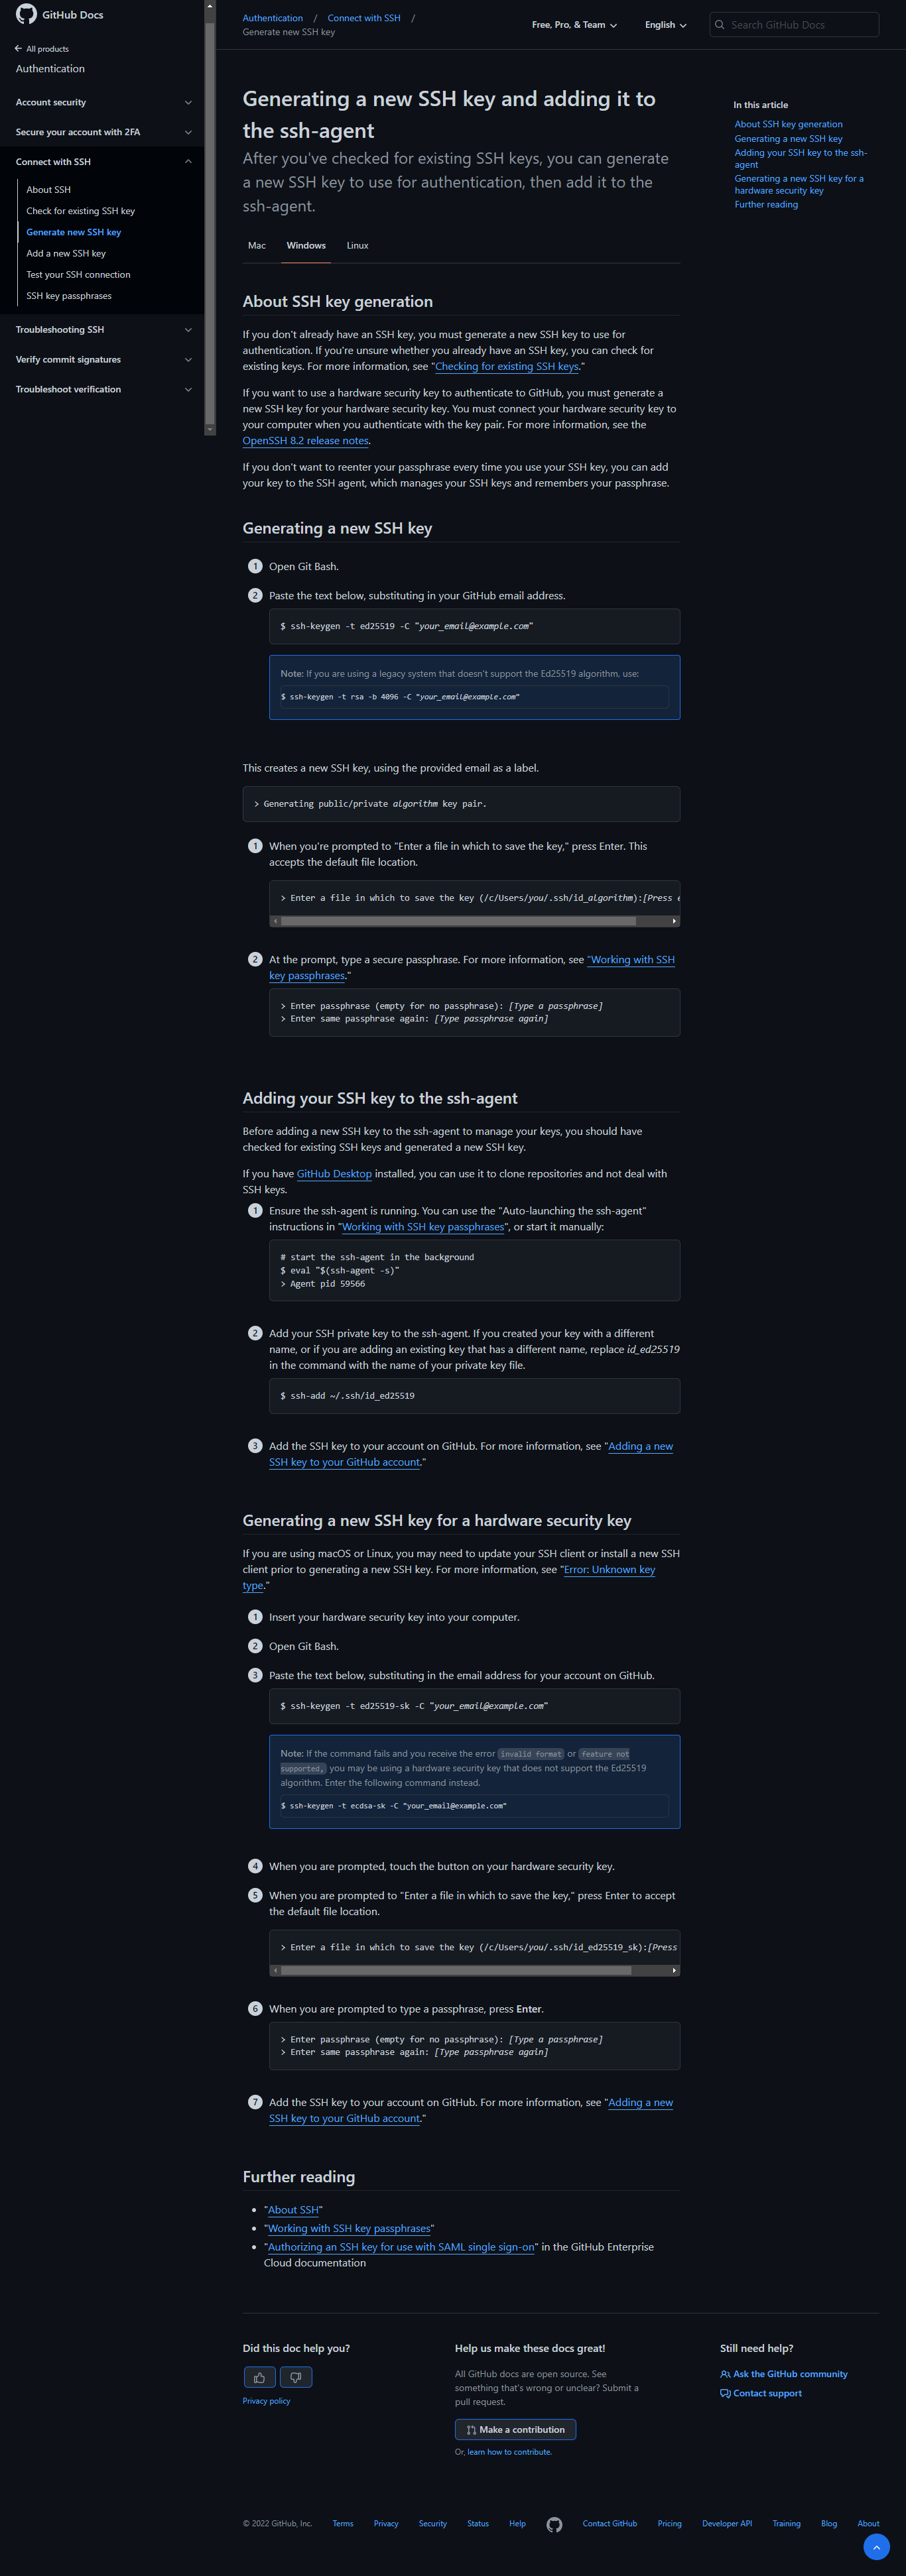 GitHub Docs
All products
Authentication
Account security
Secure your account with 2FA
Connect with SSH
About SSH
Check for existing SSH key
Generate new SSH key
Add a new SSH key
Test your SSH connection
SSH key passphrases
Troubleshooting SSH
Verify commit signatures
Troubleshoot verification
Authentication / Connect with SSH /
Generate new SSH key
Free, Pro, & Team
English
Search GitHub Docs
Generating a new SSH key and adding it to
the ssh-agent
After you've checked for existing SSH keys, you can generate
a new SSH key to use for authentication, then add it to the
ssh-agent.
In this article
About SSH key generation
Generating a new SSH key
Adding your SSH key to the ssh-
agent
Generating a new SSH key for a
hardware security key
Further reading
Mac Windows Linux
About SSH key generation
If you don't already have an SSH key, you must generate a new SSH key to use for
authentication. If you're unsure whether you already have an SSH key, you can check for
existing keys. For more information, see "Checking for existing SSH keys."
If you want to use a hardware security key to authenticate to GitHub, you must generate a
new SSH key for your hardware security key. You must connect your hardware security key to
your computer when you authenticate with the key pair. For more information, see the
OpenSSH 8.2 release notes.
If you don't want to reenter your passphrase every time you use your SSH key, you can add
your key to the SSH agent, which manages your SSH keys and remembers your passphrase.
Generating a new SSH key
1 Open Git Bash.
2 Paste the text below, substituting in your GitHub email address.
$ ssh-keygen -t ed25519 -C "your_email@example.com"
Note: If you are using a legacy system that doesn't support the Ed25519 algorithm, use:
$ ssh-keygen -t rsa -b 4096 -C "your_email@example.com"
This creates a new SSH key, using the provided email as a label.
> Generating public/private algorithm key pair.
1 When you're prompted to "Enter a file in which to save the key," press Enter. This
accepts the default file location.
> Enter a file in which to save the key (/c/Users/you/.ssh/id_algorithm):[Press e
2 At the prompt, type a secure passphrase. For more information, see "Working with SSH
key passphrases."
> Enter passphrase (empty for no passphrase): [Type a passphrase]
> Enter same passphrase again: [Type passphrase again]
Adding your SSH key to the ssh-agent
Before adding a new SSH key to the ssh-agent to manage your keys, you should have
checked for existing SSH keys and generated a new SSH key.
If you have GitHub Desktop installed, you can use it to clone repositories and not deal with
SSH keys.
1 Ensure the ssh-agent is running. You can use the "Auto-launching the ssh-agent"
instructions in "Working with SSH key passphrases", or start it manually:
# start the ssh-agent in the background
$ eval "$(ssh-agent -s)"
> Agent pid 59566
2 Add your SSH private key to the ssh-agent. If you created your key with a different
name, or if you are adding an existing key that has a different name, replace id_ed25519
in the command with the name of your private key file.
$ ssh-add ~/.ssh/id_ed25519
3 Add the SSH key to your account on GitHub. For more information, see "Adding a new
SSH key to your GitHub account."
Generating a new SSH key for a hardware security key
If you are using macOS or Linux, you may need to update your SSH client or install a new SSH
client prior to generating a new SSH key. For more information, see "Error: Unknown key
type."
1 Insert your hardware security key into your computer.
2 Open Git Bash.
3 Paste the text below, substituting in the email address for your account on GitHub.
$ ssh-keygen -t ed25519-sk -C "your_email@example.com"
Note: If the command fails and you receive the error invalid format or feature not
supported, you may be using a hardware security key that does not support the Ed25519
algorithm. Enter the following command instead.
$ ssh-keygen -t ecdsa-sk -C "your_email@example.com"
4 When you are prompted, touch the button on your hardware security key.
5 When you are prompted to "Enter a file in which to save the key," press Enter to accept
the default file location.
> Enter a file in which to save the key (/c/Users/you/.ssh/id_ed25519_sk):[Press
6 When you are prompted to type a passphrase, press Enter.
> Enter passphrase (empty for no passphrase): [Type a passphrase]
> Enter same passphrase again: [Type passphrase again]
7 Add the SSH key to your account on GitHub. For more information, see "Adding a new
SSH key to your GitHub account."
Further reading
• "About SSH"
• "Working with SSH key passphrases"
• "Authorizing an SSH key for use with SAML single sign-on" in the GitHub Enterprise
Cloud documentation
Did this doc help you?
Privacy policy
Help us make these docs great!
All GitHub docs are open source. See
something that's wrong or unclear? Submit a
pull request.
Make a contribution
Or, learn how to contribute.
Still need help?
Ask the GitHub community
Contact support
© 2022 GitHub, Inc. Terms Privacy Security Status Help Contact GitHub Pricing Developer API Training Blog About